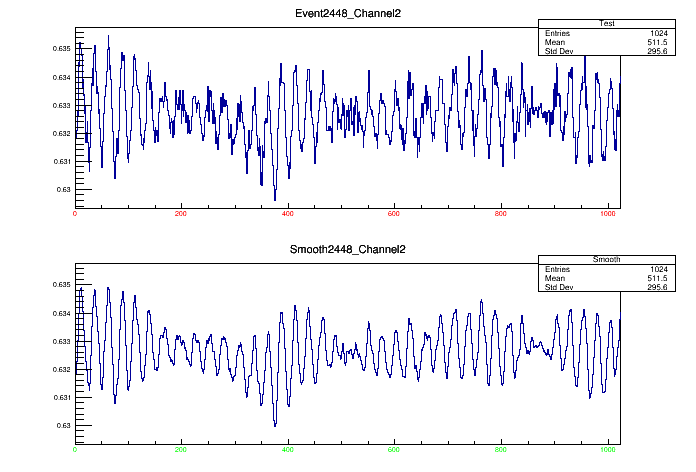 Event2448_Channel2
Test
Entries 1024
Mean 511.5
Std Dev 295.6
0.635
0.634
0.633
0.632
0.631
0.63
0 200 400 600 800 1000
Smooth2448_Channel2
Smooth
Entries 1024
Mean 511.5
Std Dev 295.6
0.635
0.634
0.633
0.632
0.631
0.63
0 200 400 600 800 1000